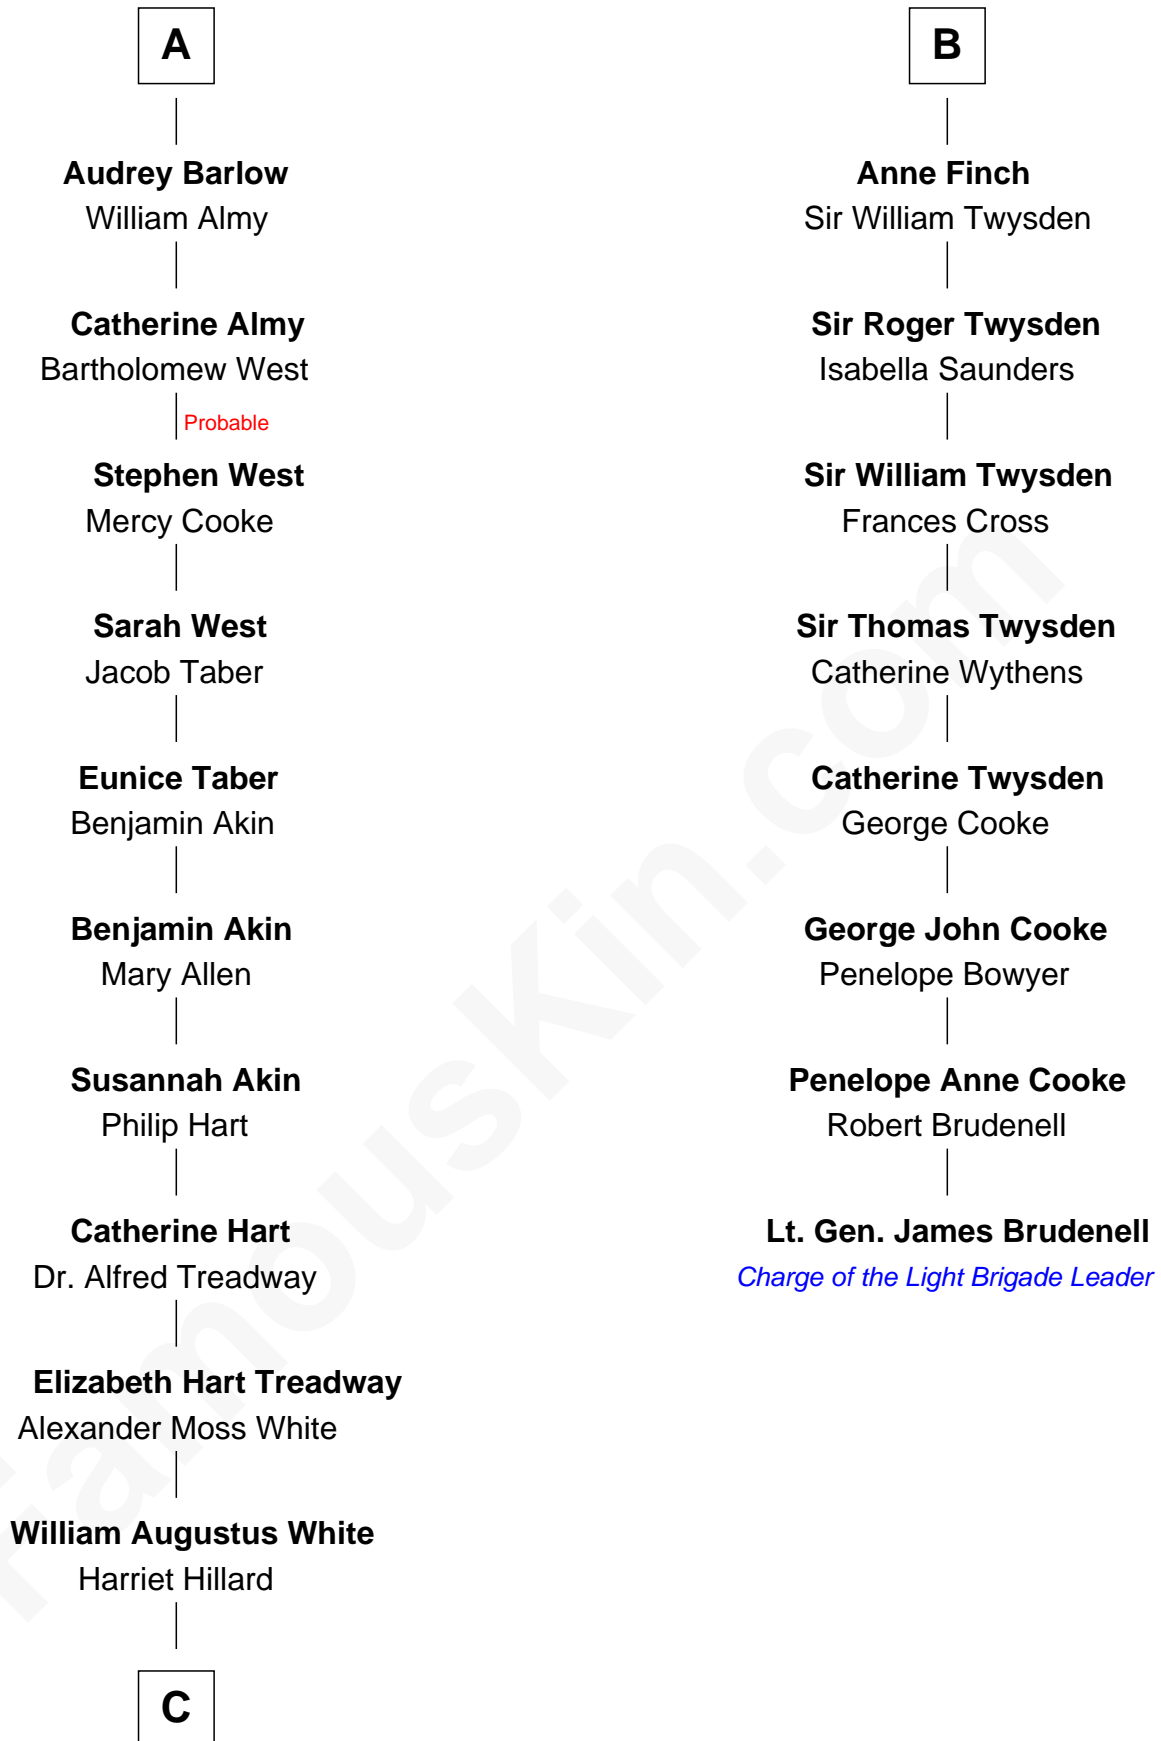 A
Audrey Barlow
William Almy
Catherine Almy
Bartholomew West
Probable
Stephen West
Mercy Cooke
Sarah West
Jacob Taber
Eunice Taber
Benjamin Akin
Benjamin Akin
Mary Allen
Susannah Akin
Philip Hart
Catherine Hart
Dr. Alfred Treadway
Elizabeth Hart Treadway
Alexander Moss White
William Augustus White
Harriet Hillard
C
B
Anne Finch
Sir William Twysden
Sir Roger Twysden
Isabella Saunders
Sir William Twysden
Frances Cross
Sir Thomas Twysden
Catherine Wythens
Catherine Twysden
George Cooke
George John Cooke
Penelope Bowyer
Penelope Anne Cooke
Robert Brudenell
Lt. Gen. James Brudenell
Charge of the Light Brigade Leader
FamousKin.com